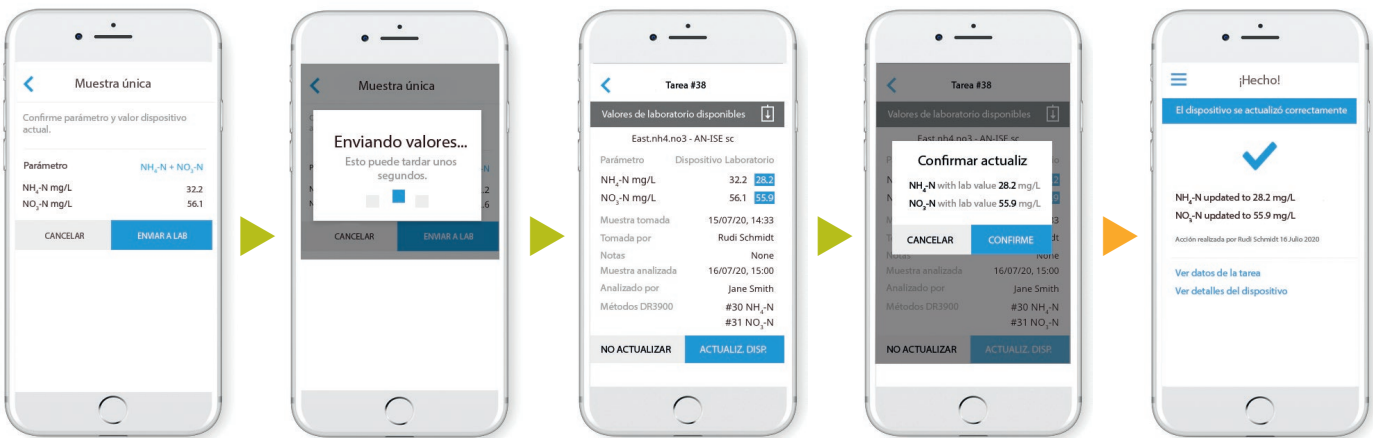 Muestra única
Confirme parámetro y valor dispositivo
actual.
Parámetro NH4-N + NO3-N
NH4-N mg/L 32.2
NO3-N mg/L 56.1
CANCELAR ENVIAR A LAB
Muestra única
Enviando valores...
Esto puede tardar unos
segundos.
CANCELAR ENVIAR A LAB
Tarea #38
Valores de laboratorio disponibles
East.nh4.no3 - AN-ISE sc
Parámetro Dispositivo Laboratorio
NH4-N mg/L 32.2 28.2
NO3-N mg/L 56.1 55.9
Muestra tomada 15/07/20, 14:33
Tomada por Rudi Schmidt
Notas None
Muestra analizada 16/07/20, 15:00
Analizado por Jane Smith
Métodos DR3900 #30 NH4-N
#31 NO3-N
NO ACTUALIZAR ACTUALIZ. DISP.
Tarea #38
Valores de laboratorio disponibles
East.nh4.no3 - AN-ISE sc
Confirmar actualiz
NH4-N with lab value 28.2 mg/L
NO3-N with lab value 55.9 mg/L
CANCELAR CONFIRME
Notas None
Muestra analizada 16/07/20, 15:00
Analizado por Jane Smith
Métodos DR3900 #30 NH4-N
#31 NO3-N
NO ACTUALIZAR ACTUALIZ. DISP.
¡Hecho!
El dispositivo se actualizó correctamente
NH4-N updated to 28.2 mg/L
NO3-N updated to 55.9 mg/L
Acción realizada por Rudi Schmidt 16 Julio 2020
Ver datos de la tarea
Ver detalles del dispositivo